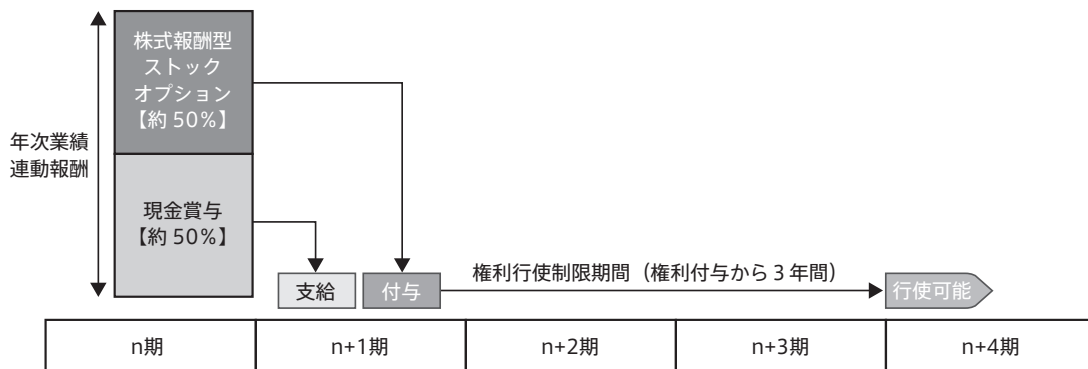 株式報酬型
ストック
オプション
【約 50%】
年次業績
連動報酬
現金賞与
【約 50%】
権利行使制限期間（権利付与から 3 年間）
支給
付与
行使可能
n期
n+1期
n+2期
n+3期
n+4期